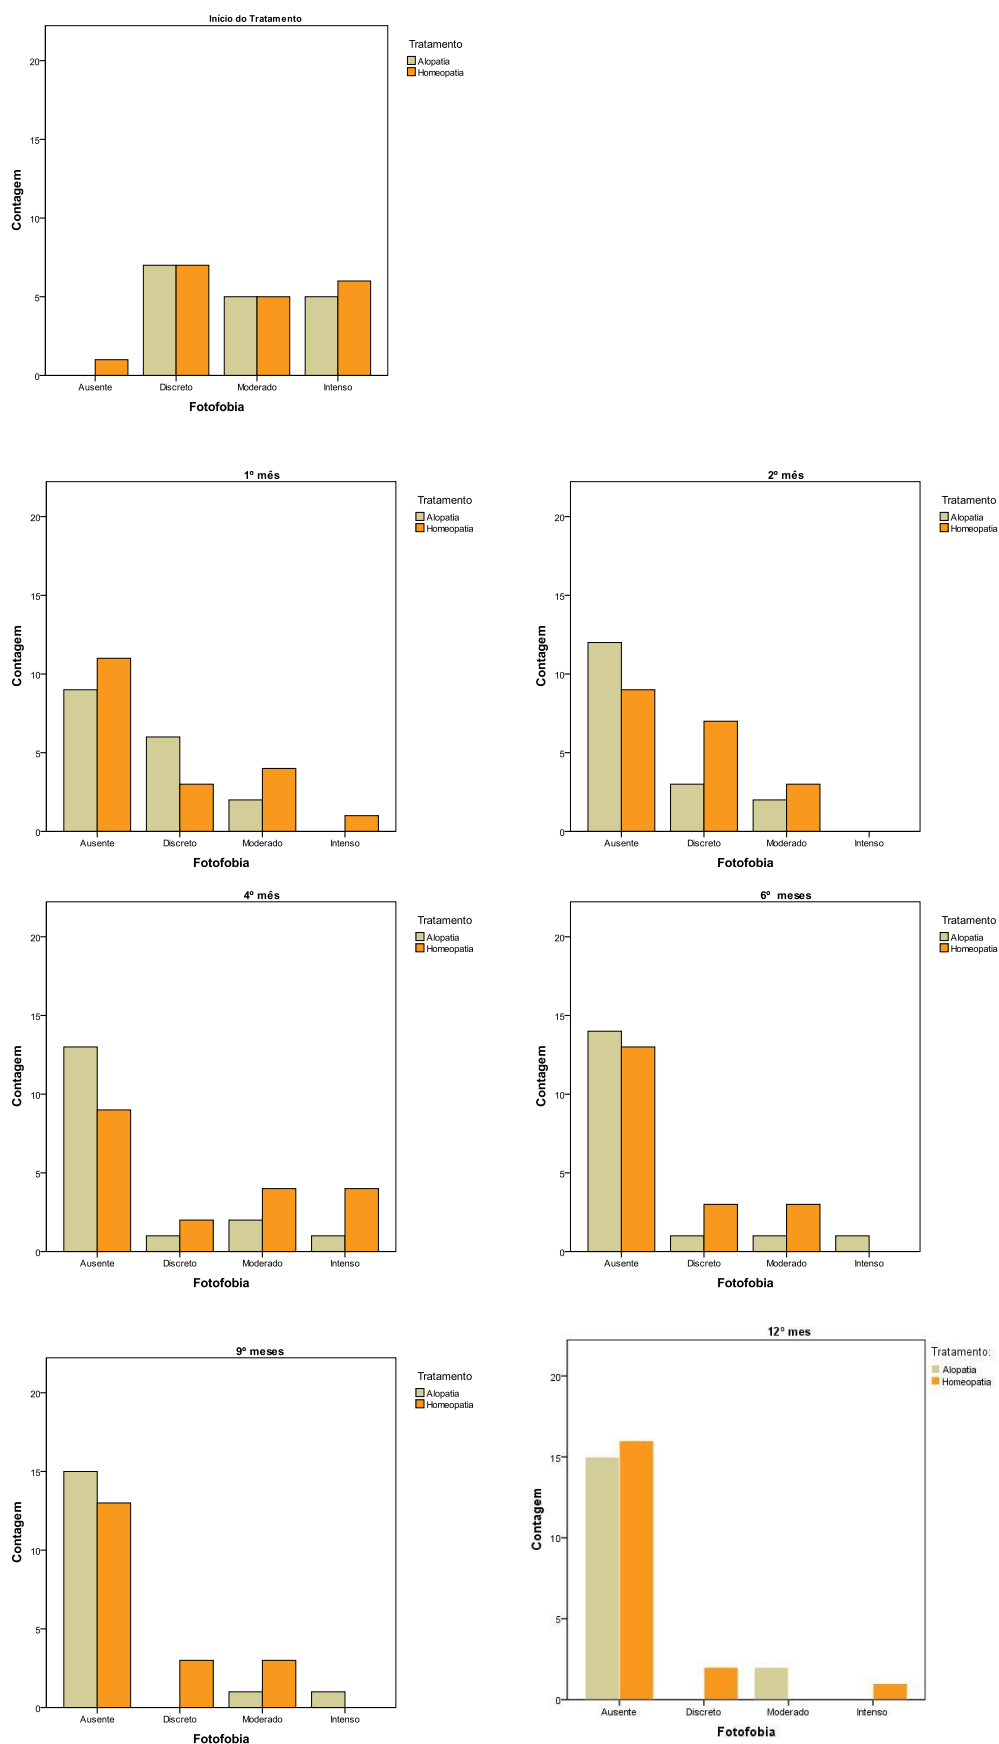 Início do Tratamento
Tratamento
Alopatia
Homeopatia
Contagem
20
15
10
5
0
Ausente Discreto Moderado Intenso
Fotofobia
1º mês
Tratamento
Alopatia
Homeopatia
Contagem
20
15
10
5
0
Ausente Discreto Moderado Intenso
Fotofobia
2º mês
Tratamento
Alopatia
Homeopatia
Contagem
20
15
10
5
0
Ausente Discreto Moderado Intenso
Fotofobia
4º mês
Tratamento
Alopatia
Homeopatia
Contagem
20
15
10
5
0
Ausente Discreto Moderado Intenso
Fotofobia
6º meses
Tratamento
Alopatia
Homeopatia
Contagem
20
15
10
5
0
Ausente Discreto Moderado Intenso
Fotofobia
9º meses
Tratamento
Alopatia
Homeopatia
Contagem
20
15
10
5
0
Ausente Discreto Moderado Intenso
Fotofobia
12º mes
Tratamento:
Alopatia
Homeopatia
Contagem
20
15
10
5
0
Ausente Discreto Moderado Intenso
Fotofobia